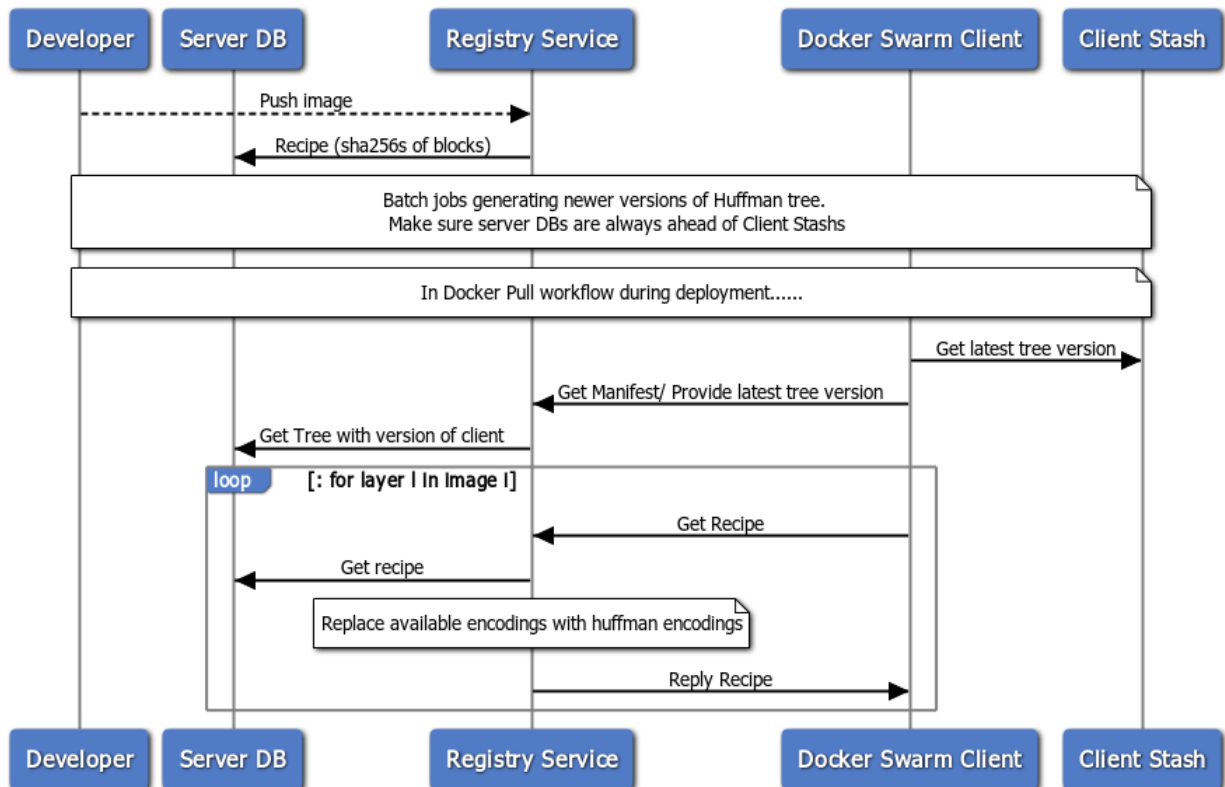 Developer
Server DB
Registry Service
Docker Swarm Client
Client Stash
Push image
Recipe (sha256s of blocks)
Batch jobs generating newer versions of Huffman tree.
Make sure server DBs are always ahead of Client Stashs
In Docker Pull workflow during deployment......
Get latest tree version
Get Manifest/ Provide latest tree version
Get Tree with version of client
loop [: for layer l In Image I]
Get Recipe
Get recipe
Replace available encodings with huffman encodings
Reply Recipe
Developer
Server DB
Registry Service
Docker Swarm Client
Client Stash